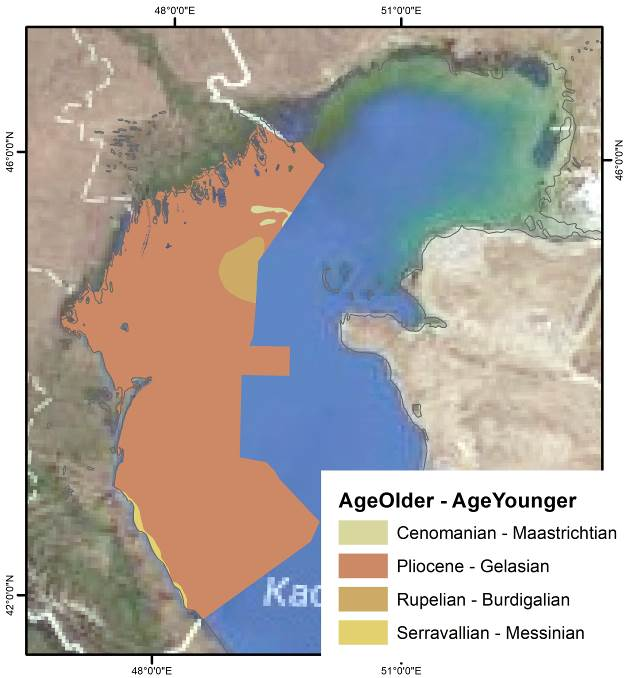 48°0'0"E 51°0'0"E
46°0'0"N 46°0'0"N
AgeOlder - AgeYounger
Cenomanian - Maastrichtian
Pliocene - Gelasian
Rupelian - Burdigalian
Serravallian - Messinian
42°0'0"N
Кас
48°0'0"E 51°0'0"E